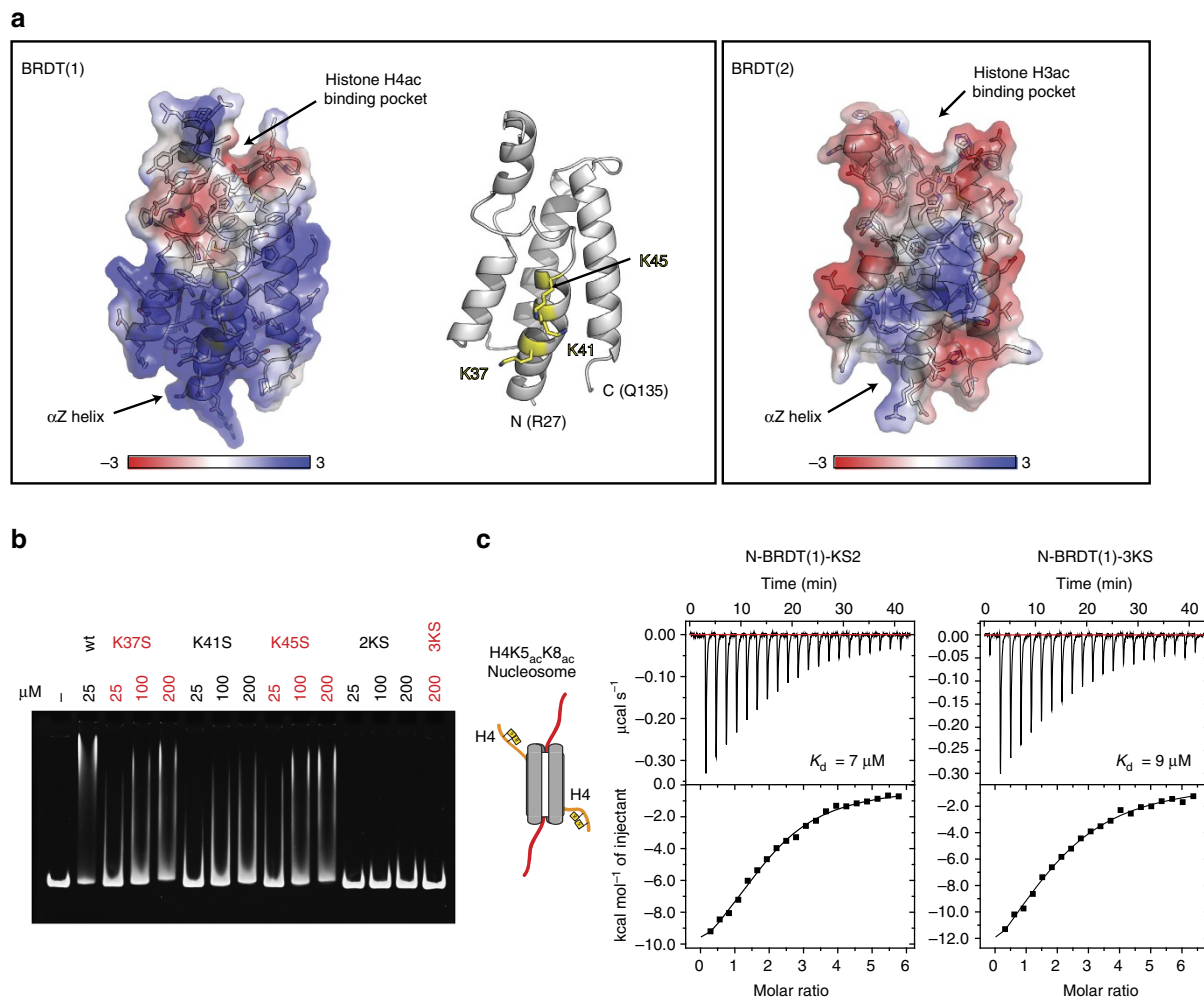 a
BRDT(1)
Histone H4ac
binding pocket
αZ helix
–3
3
K45
K41
K37
C (Q135)
N (R27)
BRDT(2)
Histone H3ac
binding pocket
αZ helix
–3
3
b
wt K37S K41S K45S 2KS 3KS
μM – 25 25 100 200 25 100 200 25 100 200 25 100 200 200
c
H4K5acK8ac
Nucleosome
H4
H4
N-BRDT(1)-KS2
Time (min)
0 10 20 30 40
0.00
–0.10
–0.20
–0.30
μcal s⁻¹
Kd = 7 μM
0.0
–2.0
–4.0
–6.0
–8.0
–10.0
kcal mol⁻¹ of injectant
0 1 2 3 4 5 6
Molar ratio
N-BRDT(1)-3KS
Time (min)
0 10 20 30 40
0.00
–0.05
–0.10
–0.15
–0.20
–0.25
–0.30
Kd = 9 μM
–2.0
–4.0
–6.0
–8.0
–10.0
–12.0
0 1 2 3 4 5 6
Molar ratio